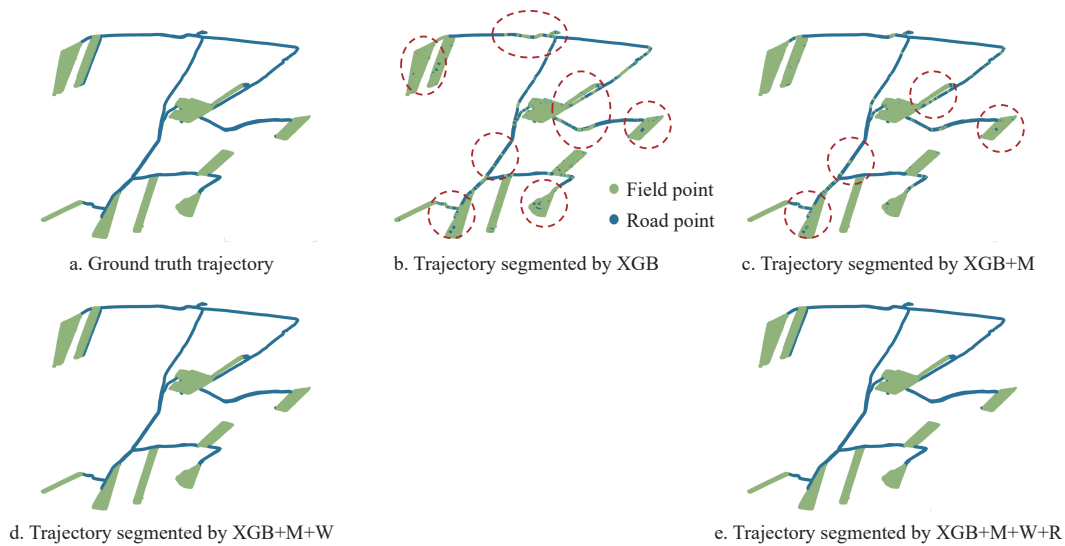 Field point
Road point
a. Ground truth trajectory
b. Trajectory segmented by XGB
c. Trajectory segmented by XGB+M
d. Trajectory segmented by XGB+M+W
e. Trajectory segmented by XGB+M+W+R